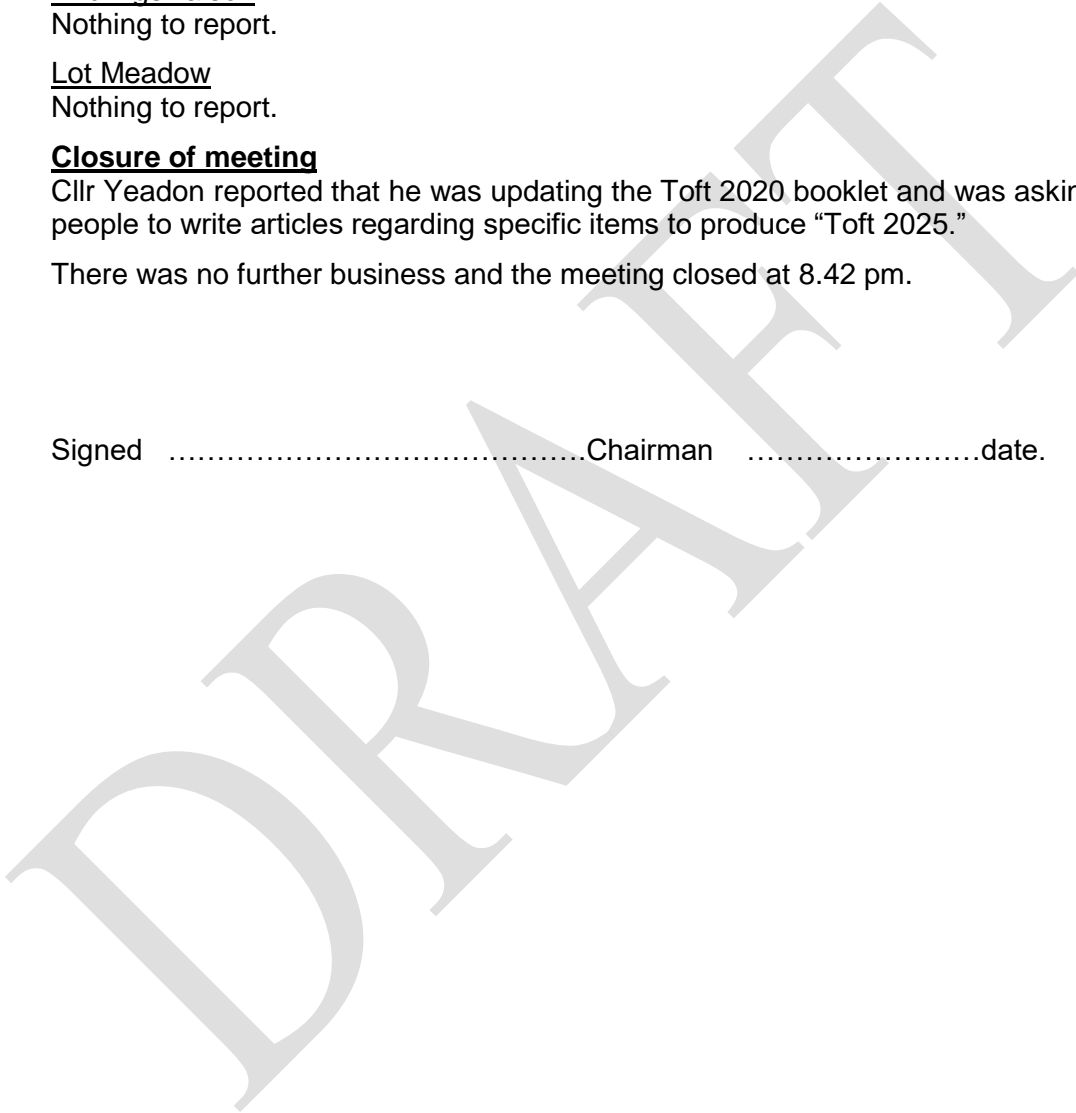 Nothing to report.
Lot Meadow
Nothing to report.
Closure of meeting
Cllr Yeadon reported that he was updating the Toft 2020 booklet and was
people to write articles regarding specific items to produce “Toft 2025.”
There was no further business and the meeting closed at 8.42 pm.
Signed …………………………………….Chairman ……………………date.
DRAFT